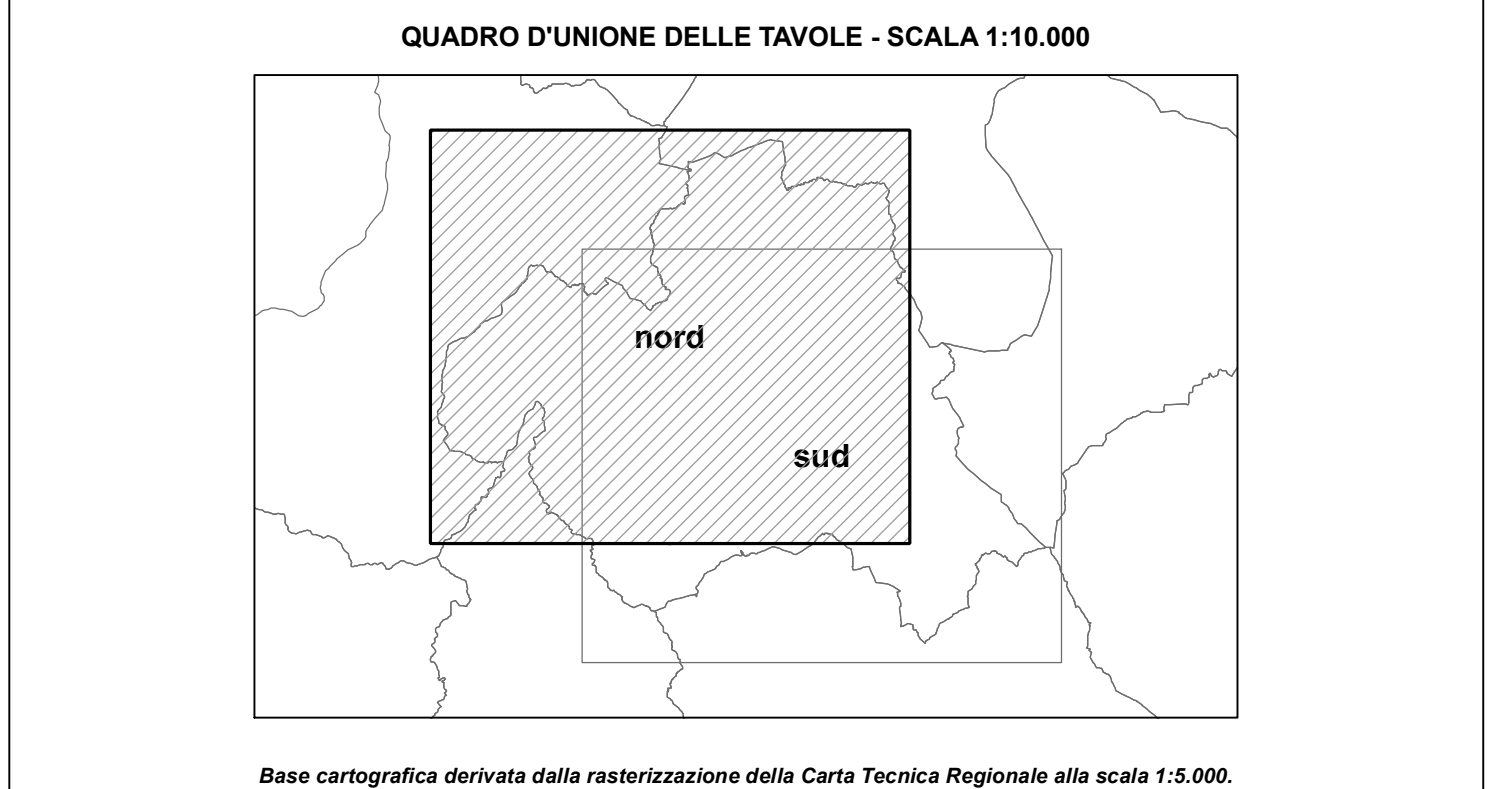 QUADRO D'UNIONE DELLE TAVOLE - SCALA 1:10.000
nord
sud
Base cartografica derivata dalla rasterizzazione della Carta Tecnica Regionale alla scala 1:5.000.